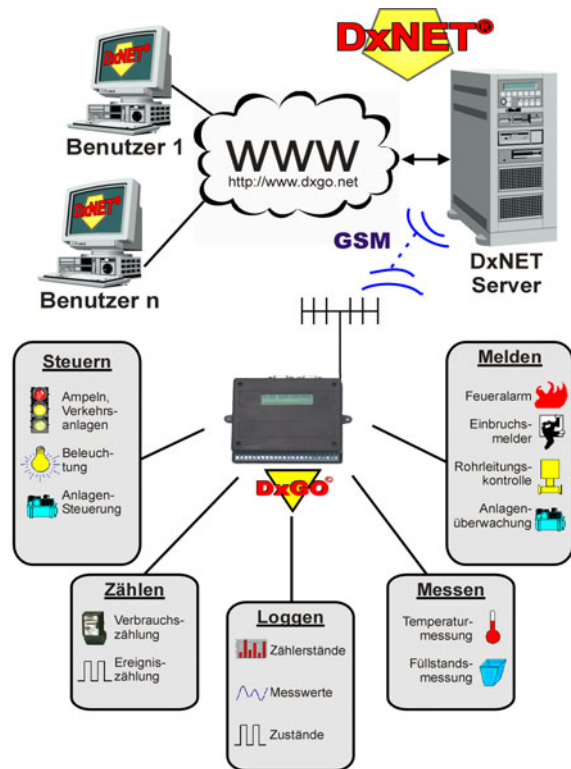 DxNET®
DxNET®
Benutzer 1
WWW
http://www.dxgo.net
DxNET®
Benutzer n
GSM
DxNET
Server
Steuern
Ampeln,
Verkehrs-
anlagen
Beleuch-
tung
Anlagen-
Steuerung
DxGO©
Melden
Feueralarm
Einbruchs-
melder
Rohrleitungs-
kontrolle
Anlagen-
überwachung
Zählen
Verbrauchs-
zählung
Ereignis-
zählung
Loggen
Zählerstände
Messwerte
Zustände
Messen
Temperatur-
messung
Füllstands-
messung